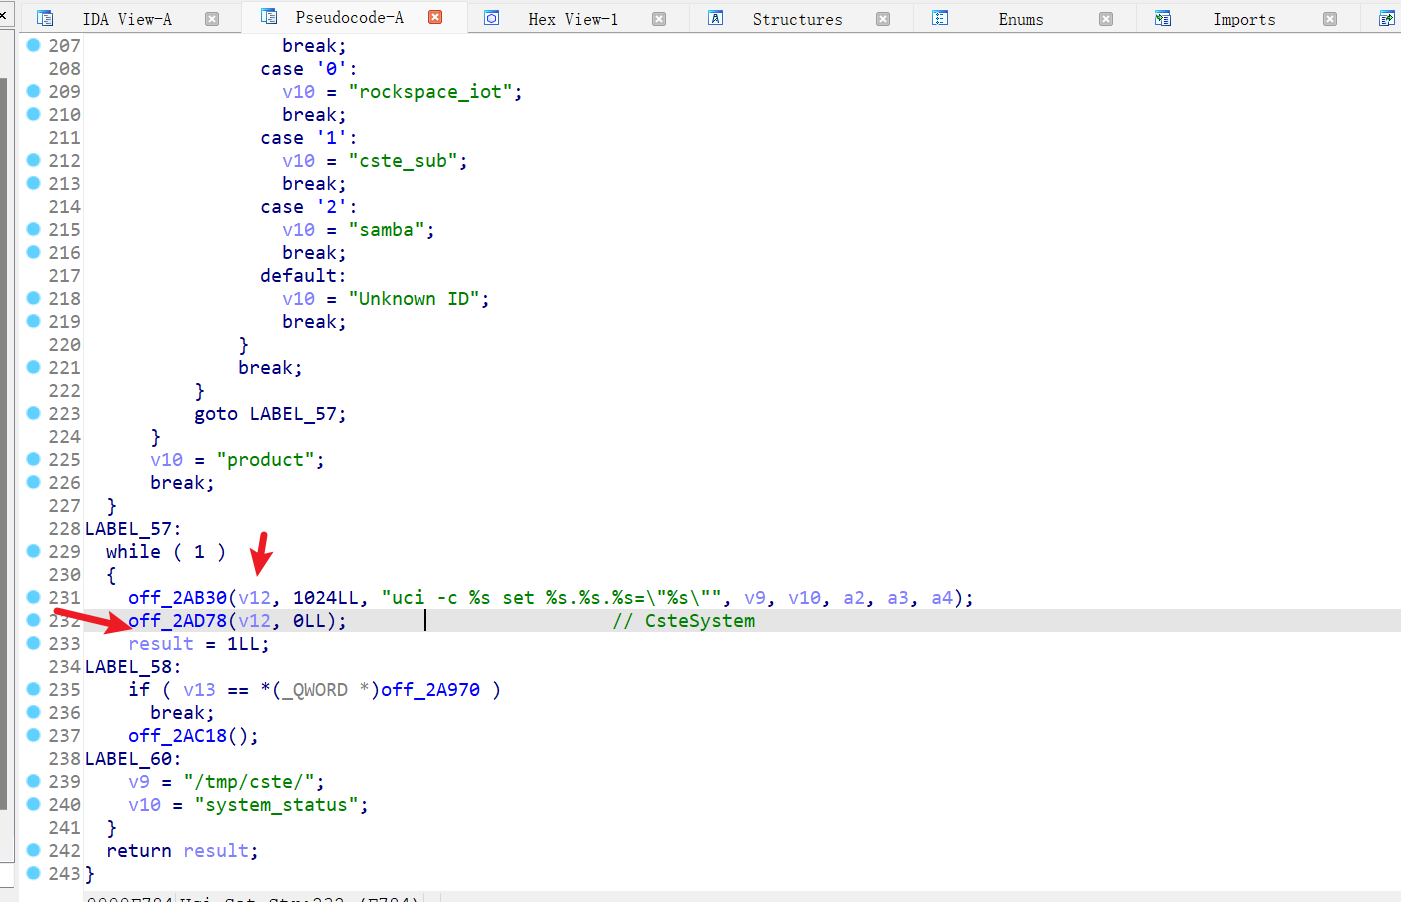 IDA View-A Pseudocode-A Hex View-1 Structures Enums Imports
207 break;
208 case '0':
209 v10 = "rockspace_iot";
210 break;
211 case '1':
212 v10 = "cste_sub";
213 break;
214 case '2':
215 v10 = "samba";
216 break;
217 default:
218 v10 = "Unknown ID";
219 break;
220 }
221 break;
222 }
223 goto LABEL_57;
224 }
225 v10 = "product";
226 break;
227 }
228 LABEL_57:
229 while ( 1 )
230 {
231 off_2AB30(v12, 1024LL, "uci -c %s set %s.%s.%s=\"%s\"", v9, v10, a2, a3, a4);
232 off_2AD78(v12, 0LL); // CsteSystem
233 result = 1LL;
234 LABEL_58:
235 if ( v13 == *(_QWORD *)off_2A970 )
236 break;
237 off_2AC18();
238 LABEL_60:
239 v9 = "/tmp/cste/";
240 v10 = "system_status";
241 }
242 return result;
243 }